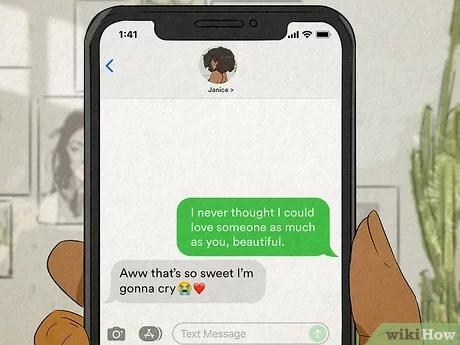 1:41
Janice >
I never thought I could
love someone as much
as you, beautiful.
Aww that's so sweet I'm
gonna cry😭❤️
Text Message
wikiHow